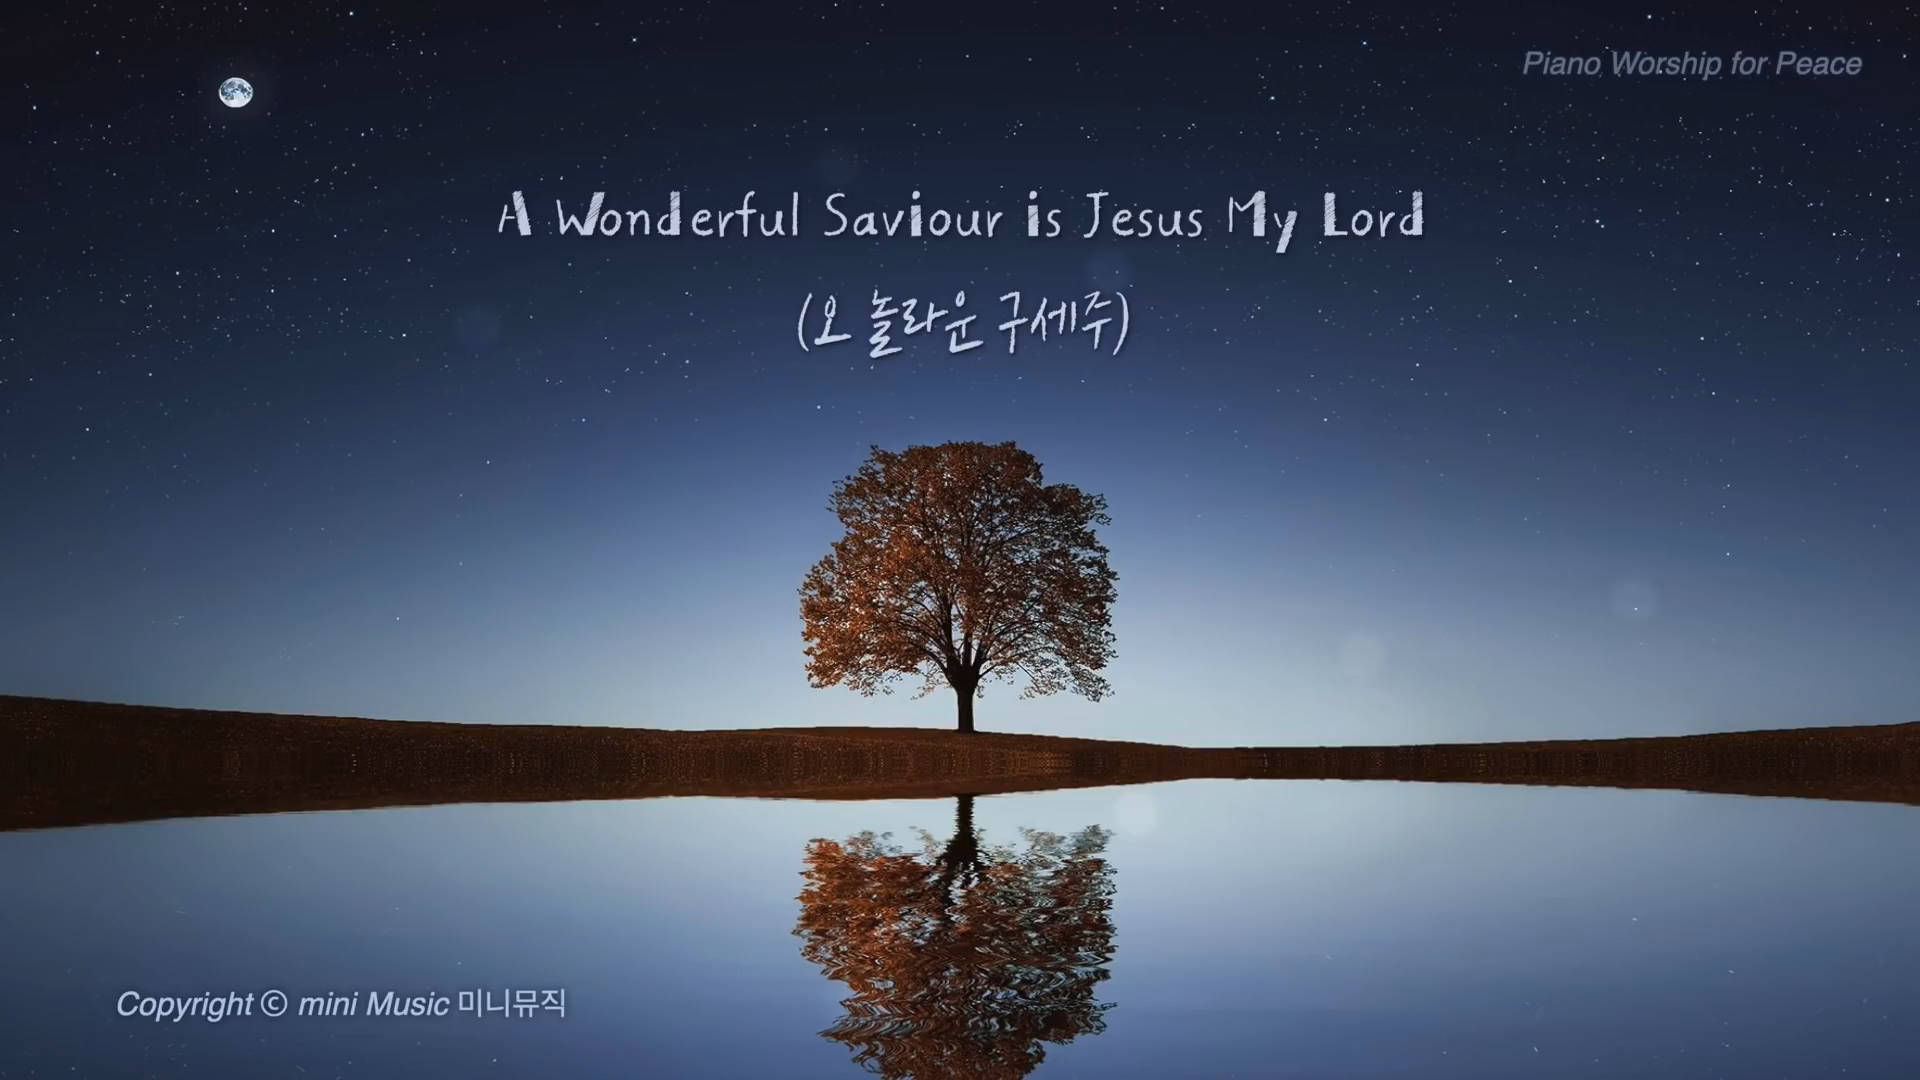 Piano Worship for Peace
A Wonderful Saviour is Jesus My Lord
(오 놀라운 구세주)
Copyright © mini Music 미니뮤직